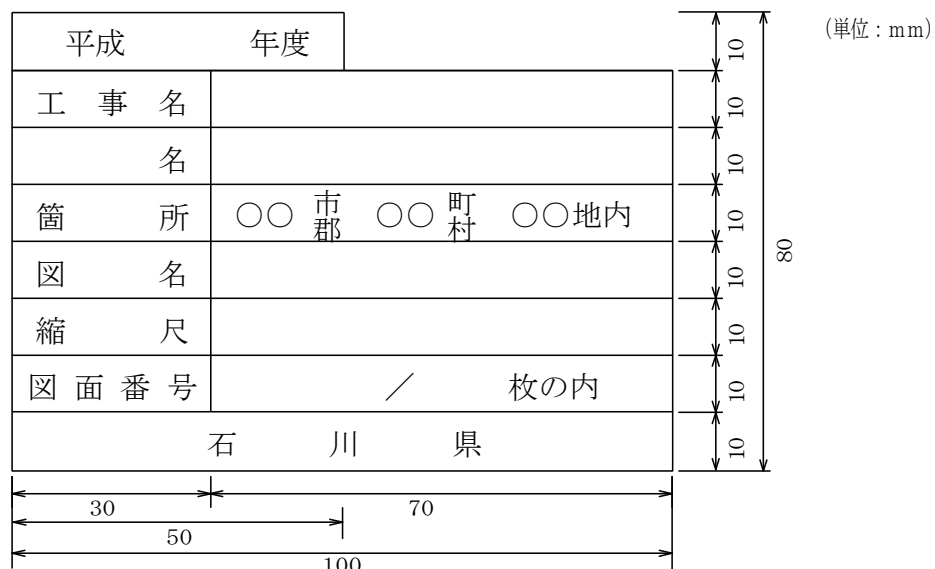 平成 年度
(単位：mm)
工事名
名
箇所 ○○ 市郡 ○○ 町村 ○○地内
図名
縮尺
図面番号 ／ 枚の内
石川県
10
10
10
10
10
10
10
10
80
30
70
50
100